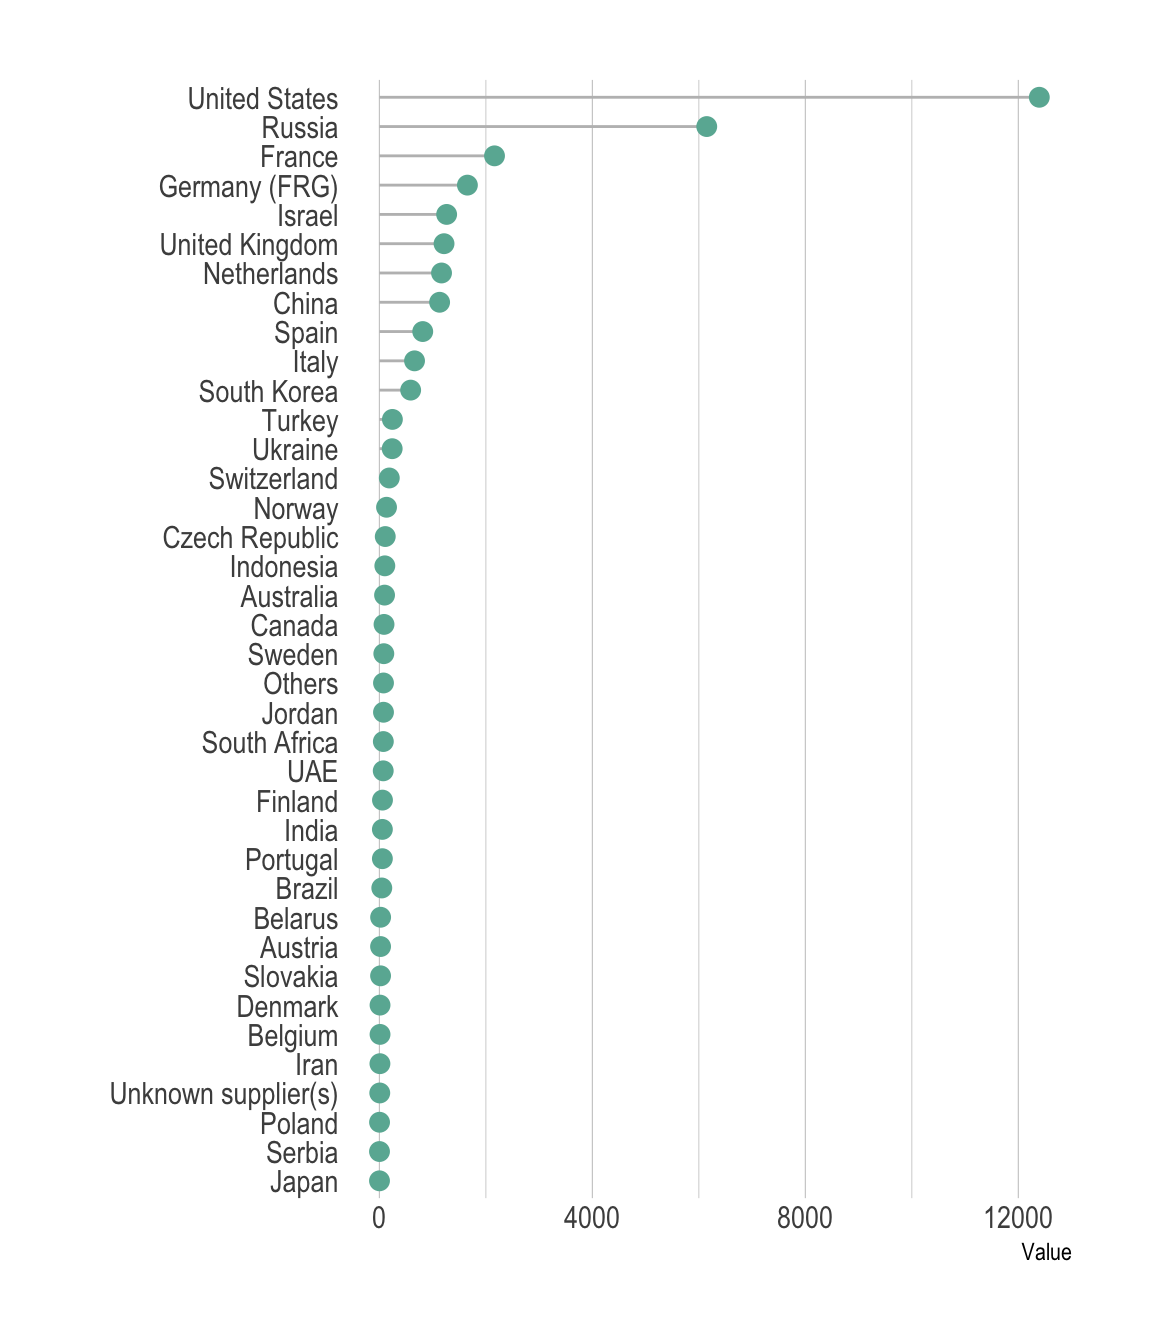 United States
Russia
France
Germany (FRG)
Israel
United Kingdom
Netherlands
China
Spain
Italy
South Korea
Turkey
Ukraine
Switzerland
Norway
Czech Republic
Indonesia
Australia
Canada
Sweden
Others
Jordan
South Africa
UAE
Finland
India
Portugal
Brazil
Belarus
Austria
Slovakia
Denmark
Belgium
Iran
Unknown supplier(s)
Poland
Serbia
Japan
0 4000 8000 12000
Value